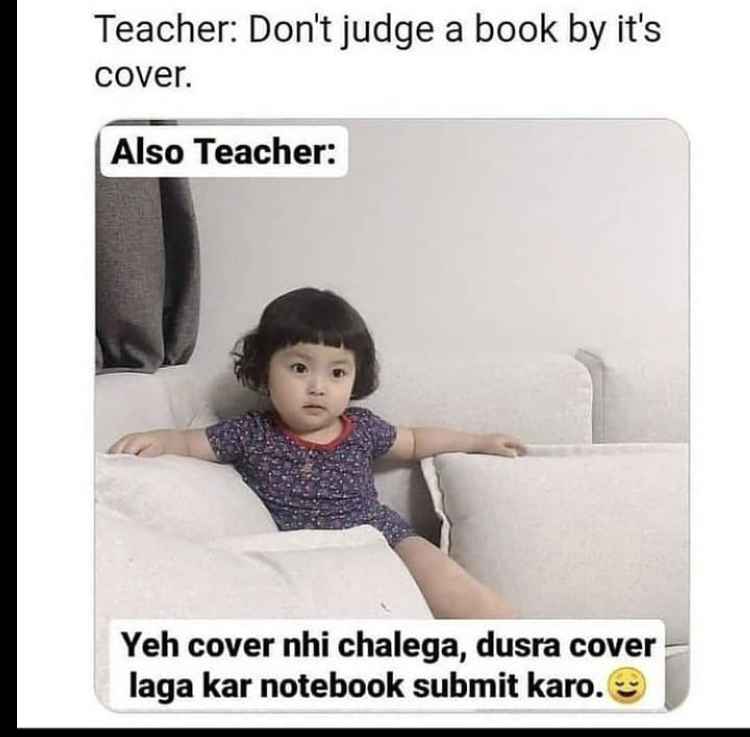 Teacher: Don't judge a book by it's
cover.
Also Teacher:
Yeh cover nhi chalega, dusra cover
laga kar notebook submit karo.😌